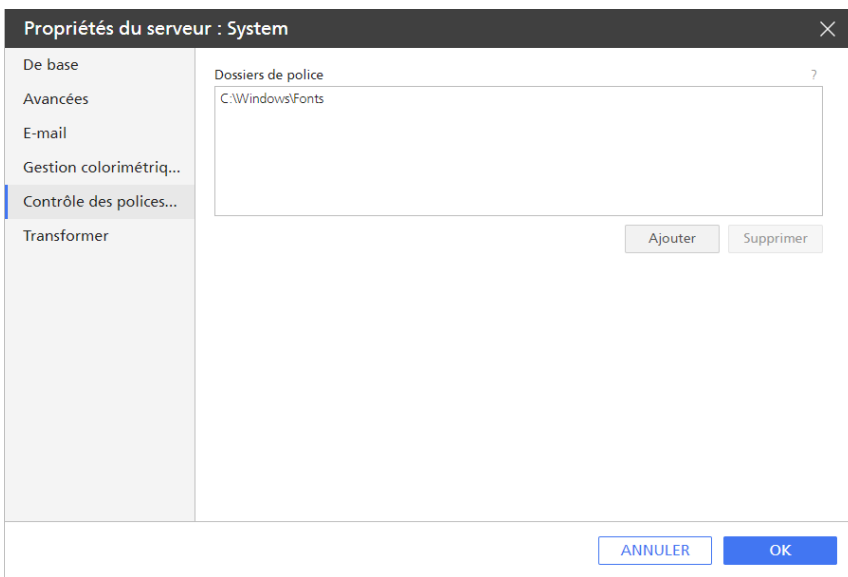 Propriétés du serveur : System
De base
Avancées
E-mail
Gestion colorimétriq...
Contrôle des polices...
Transformer
Dossiers de police
?
C:\Windows\Fonts
Ajouter
Supprimer
ANNULER
OK